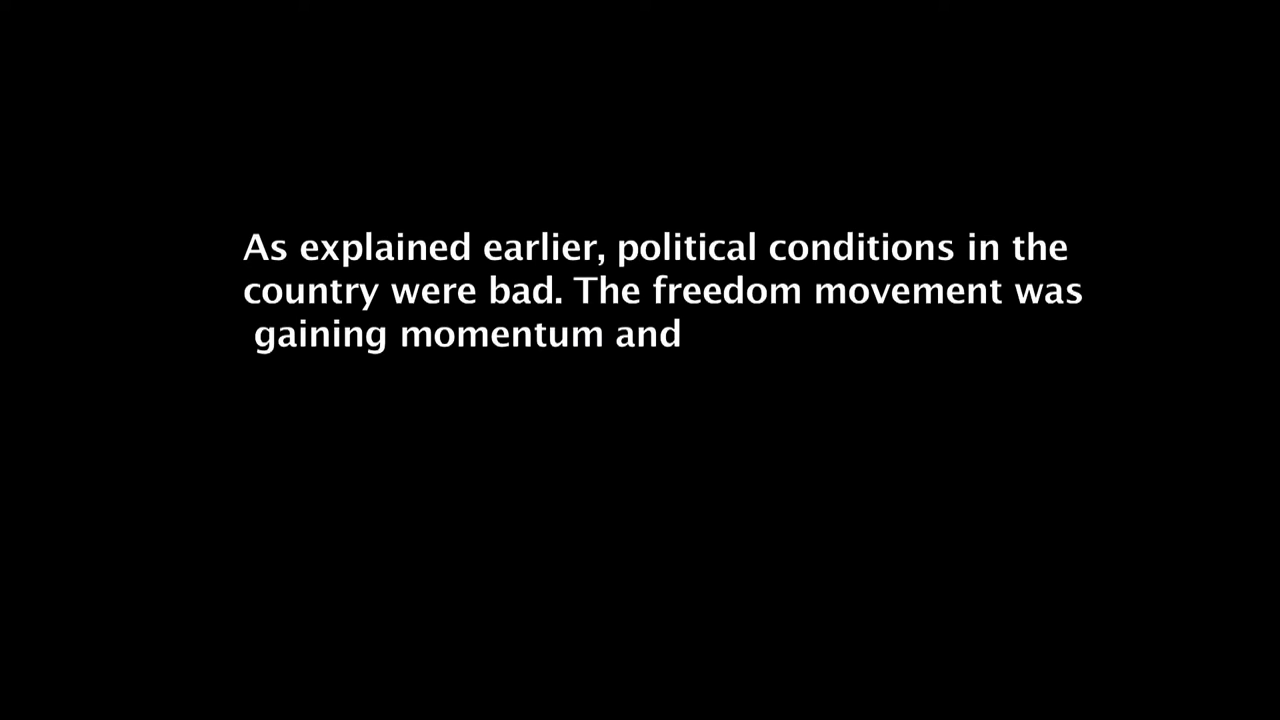 As explained earlier, political conditions in the
country were bad. The freedom movement was
gaining momentum and